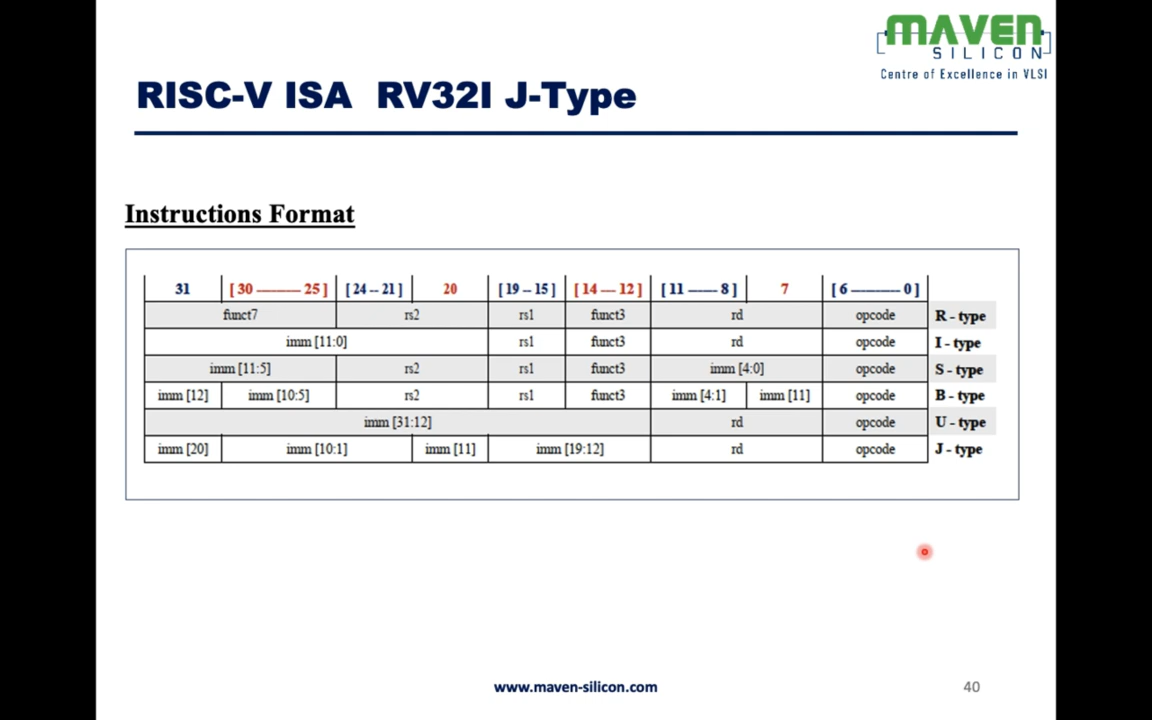 MAVEN
SILICON
Centre of Excellence in VLSI
RISC-V ISA RV32I J-Type
Instructions Format
31 [ 30 ——— 25 ] [ 24 -- 21 ] 20 [ 19 -- 15 ] [ 14 — 12 ] [ 11 —— 8 ] 7 [ 6 ——— 0 ]
funct7 rs2 rs1 funct3 rd opcode R - type
imm [11:0] rs1 funct3 rd opcode I - type
imm [11:5] rs2 rs1 funct3 imm [4:0] opcode S - type
imm [12] imm [10:5] rs2 rs1 funct3 imm [4:1] imm [11] opcode B - type
imm [31:12] rd opcode U - type
imm [20] imm [10:1] imm [11] imm [19:12] rd opcode J - type
www.maven-silicon.com 40